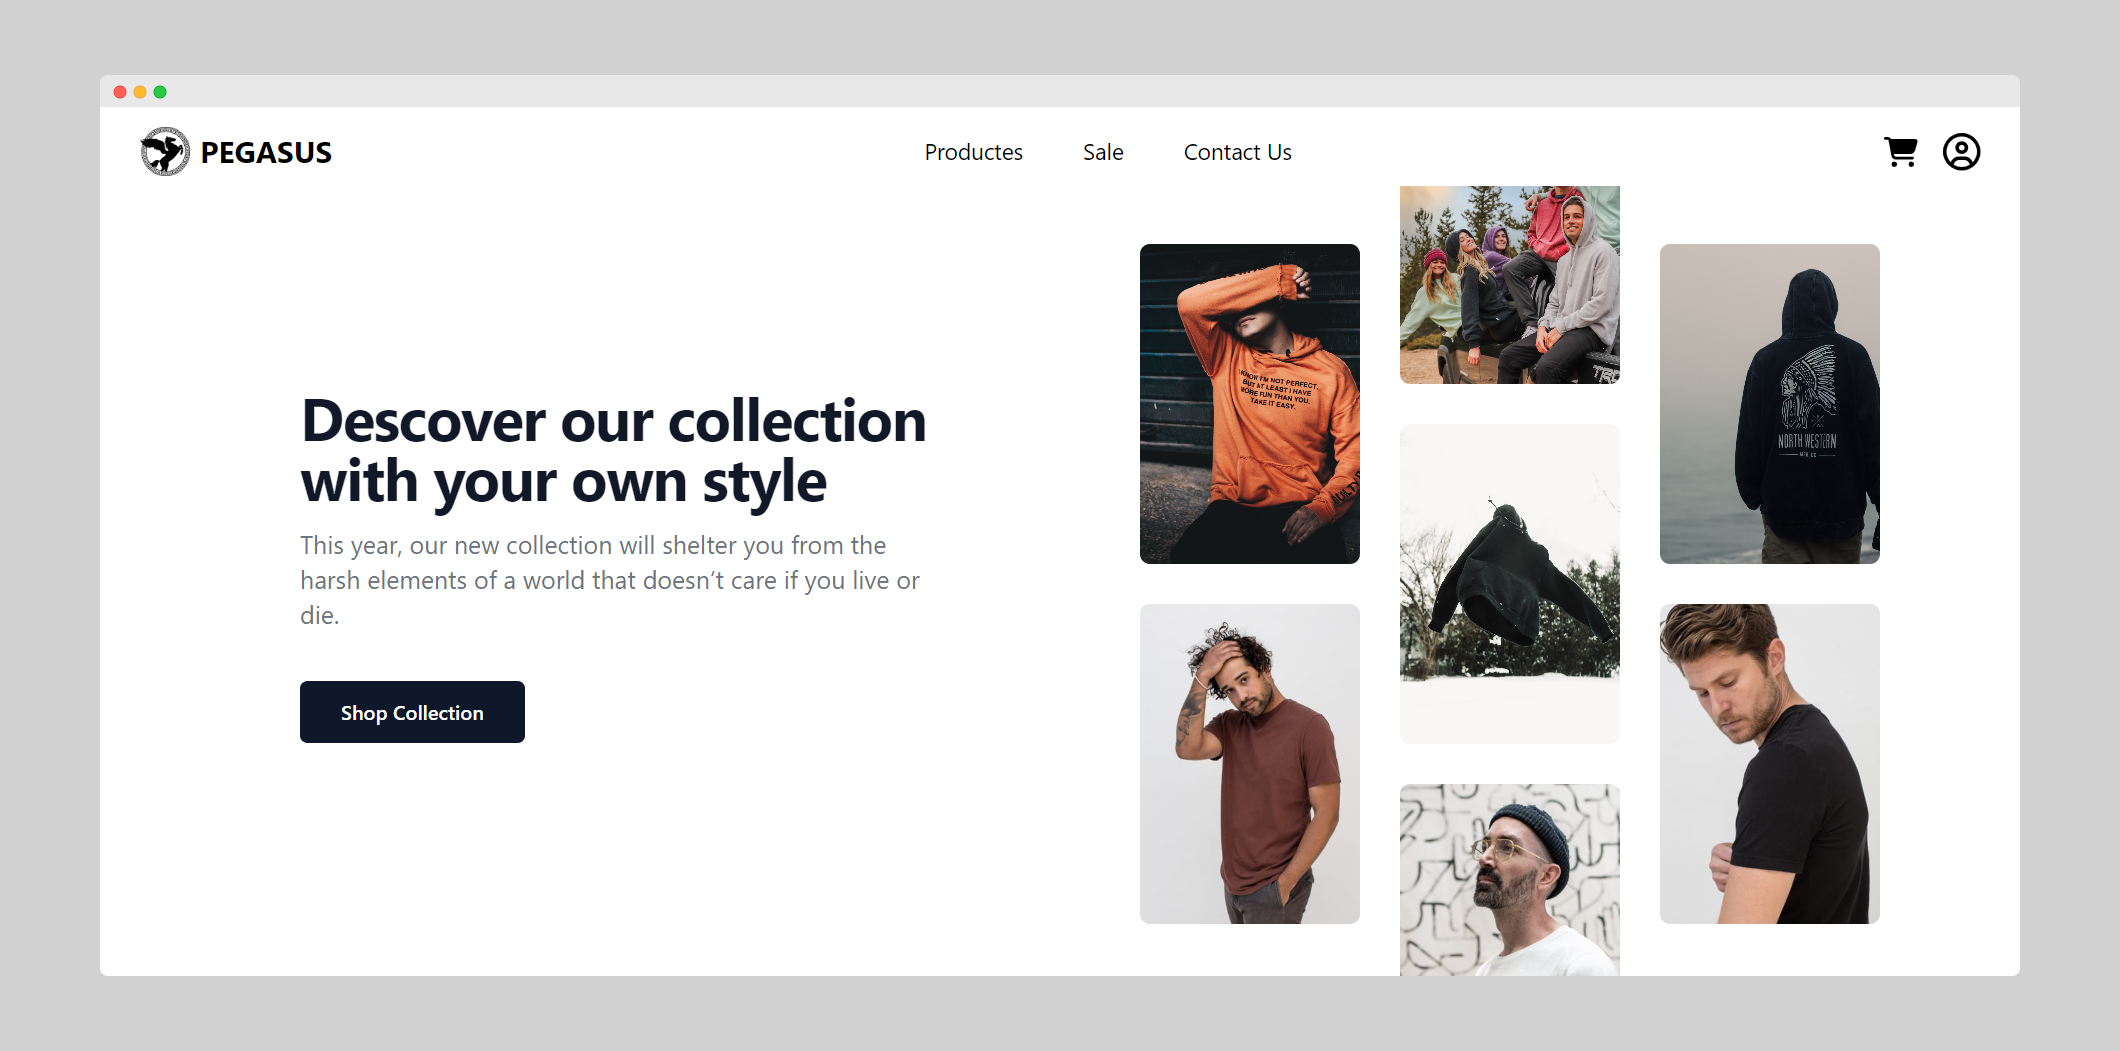 PEGASUS
Productes
Sale
Contact Us
Descover our collection
with your own style
This year, our new collection will shelter you from the
harsh elements of a world that doesn't care if you live or
die.
Shop Collection
I KNOW I'M NOT PERFECT,
BUT AT LEAST I HAVE
MORE FUN THAN YOU.
TAKE IT EASY.
NORTH WESTERN
MFG CO